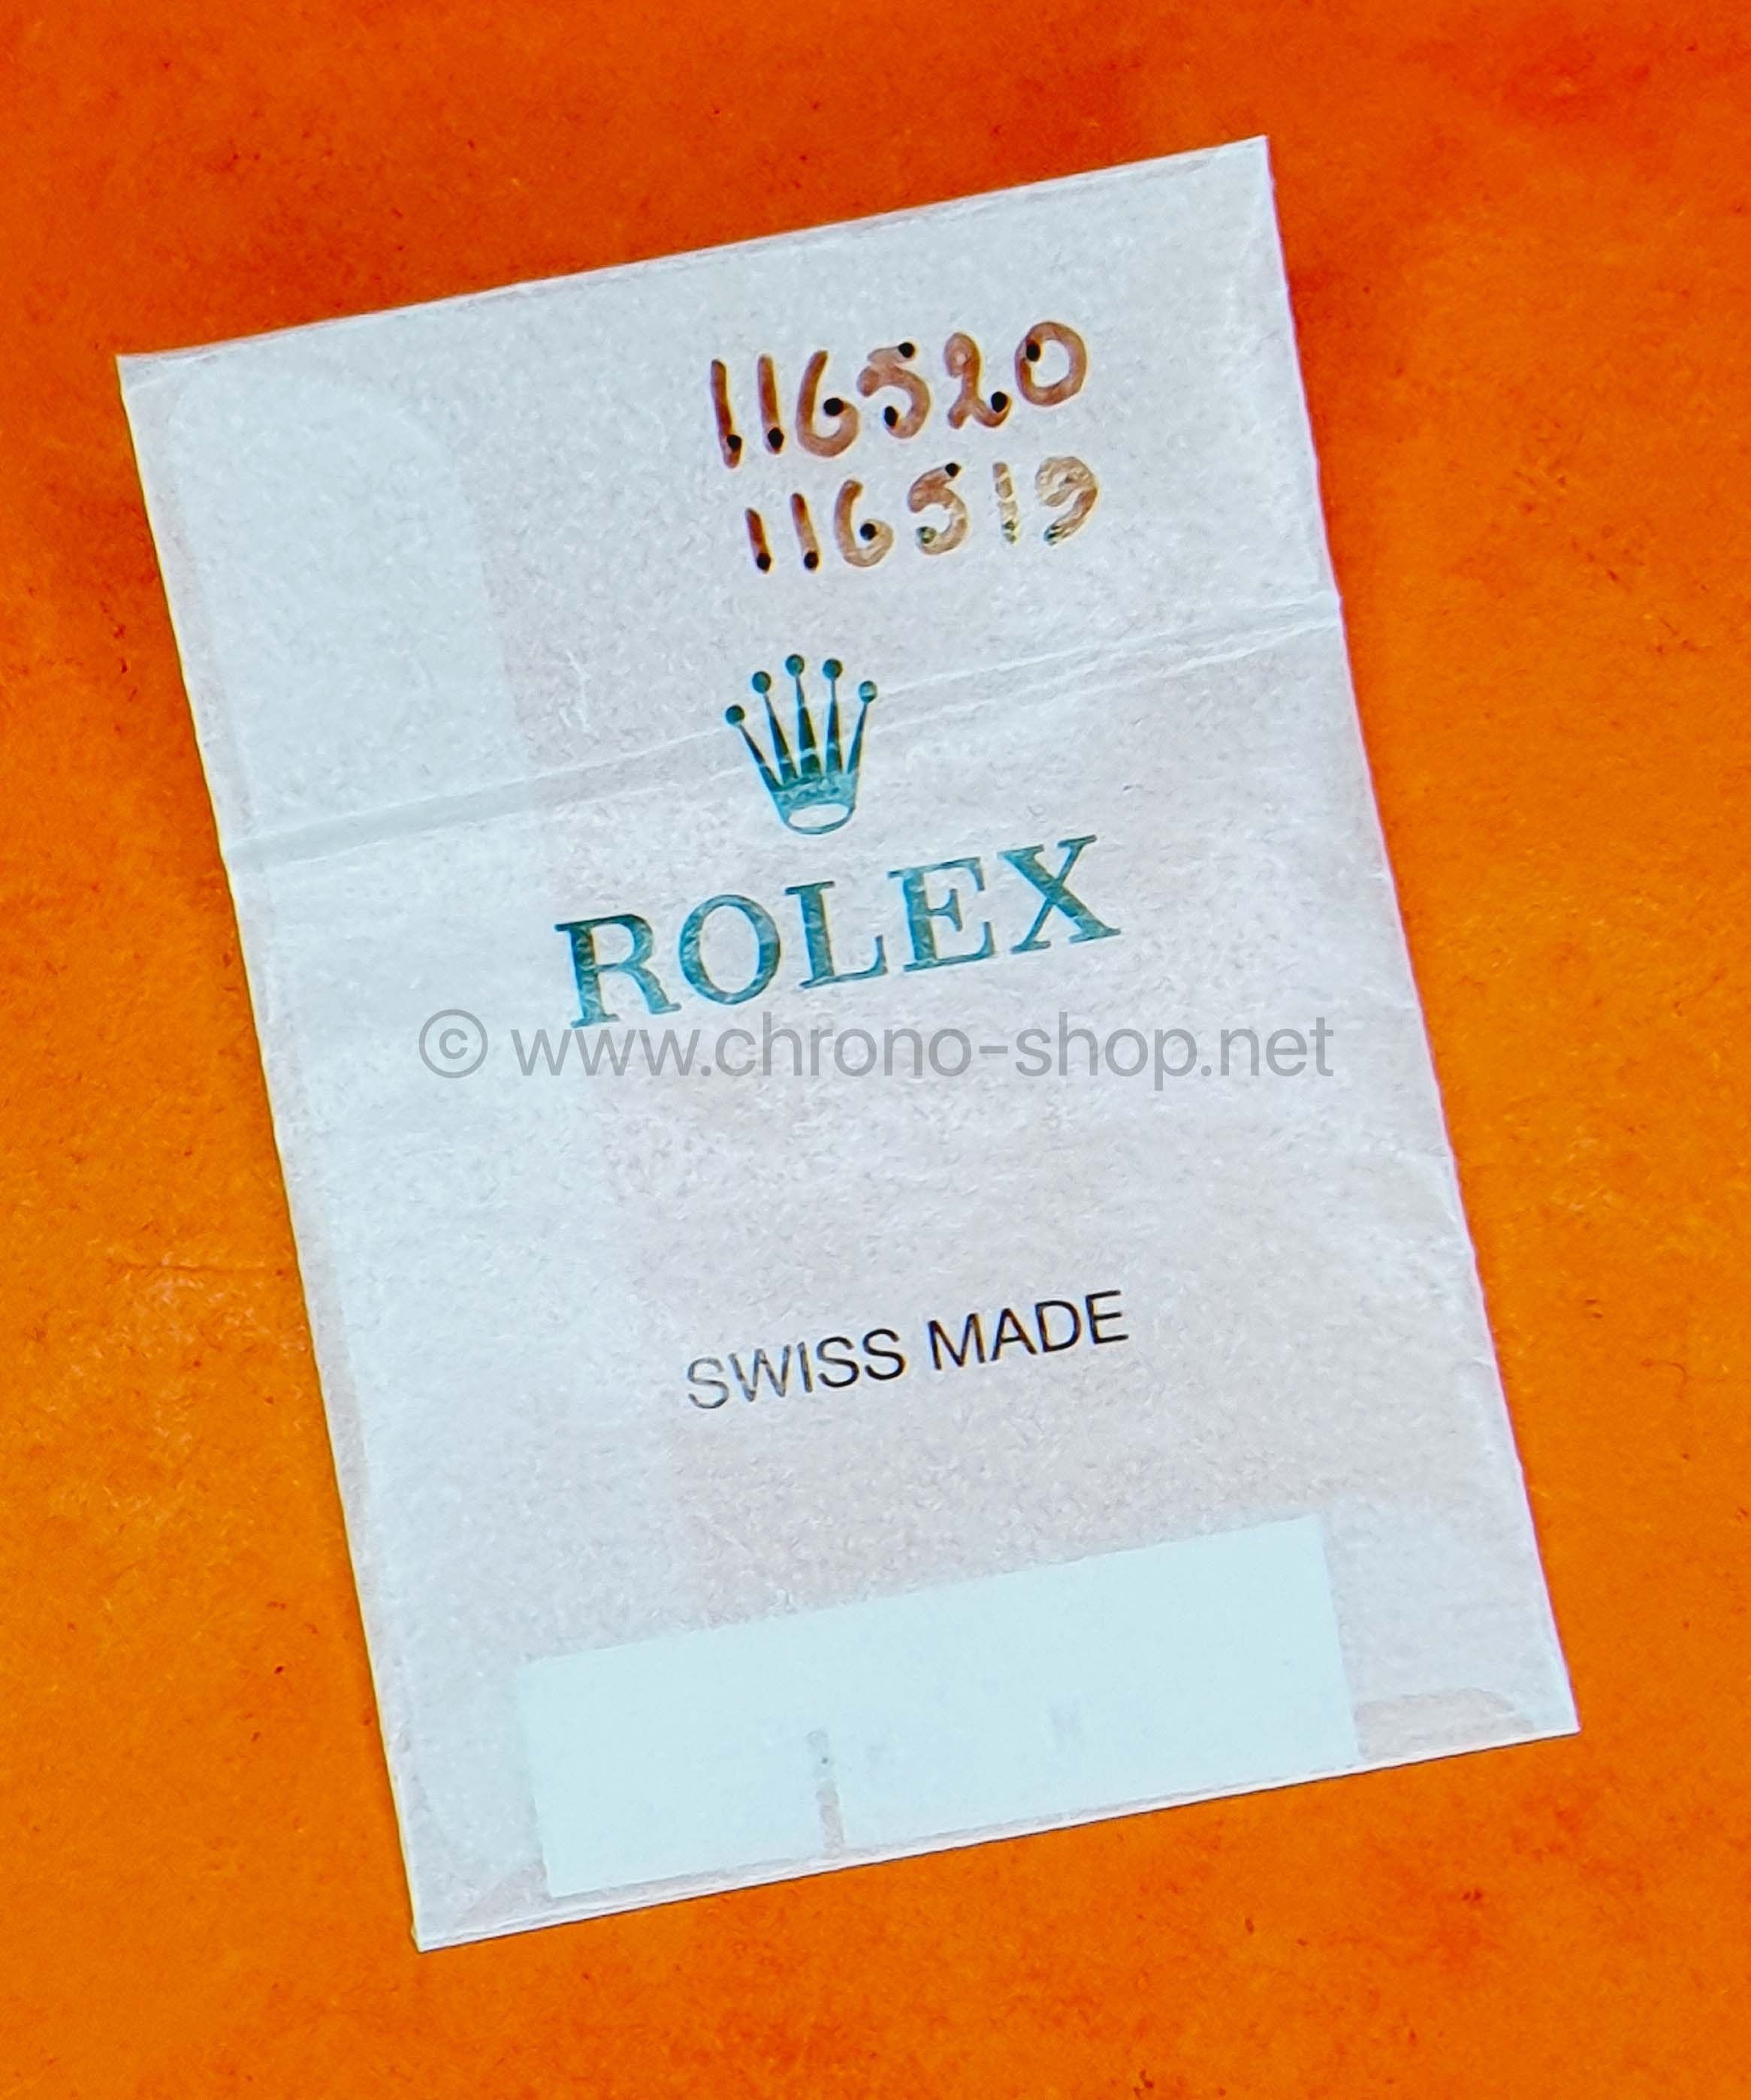 116520
116519
ROLEX
© www.chrono-shop.net
SWISS MADE